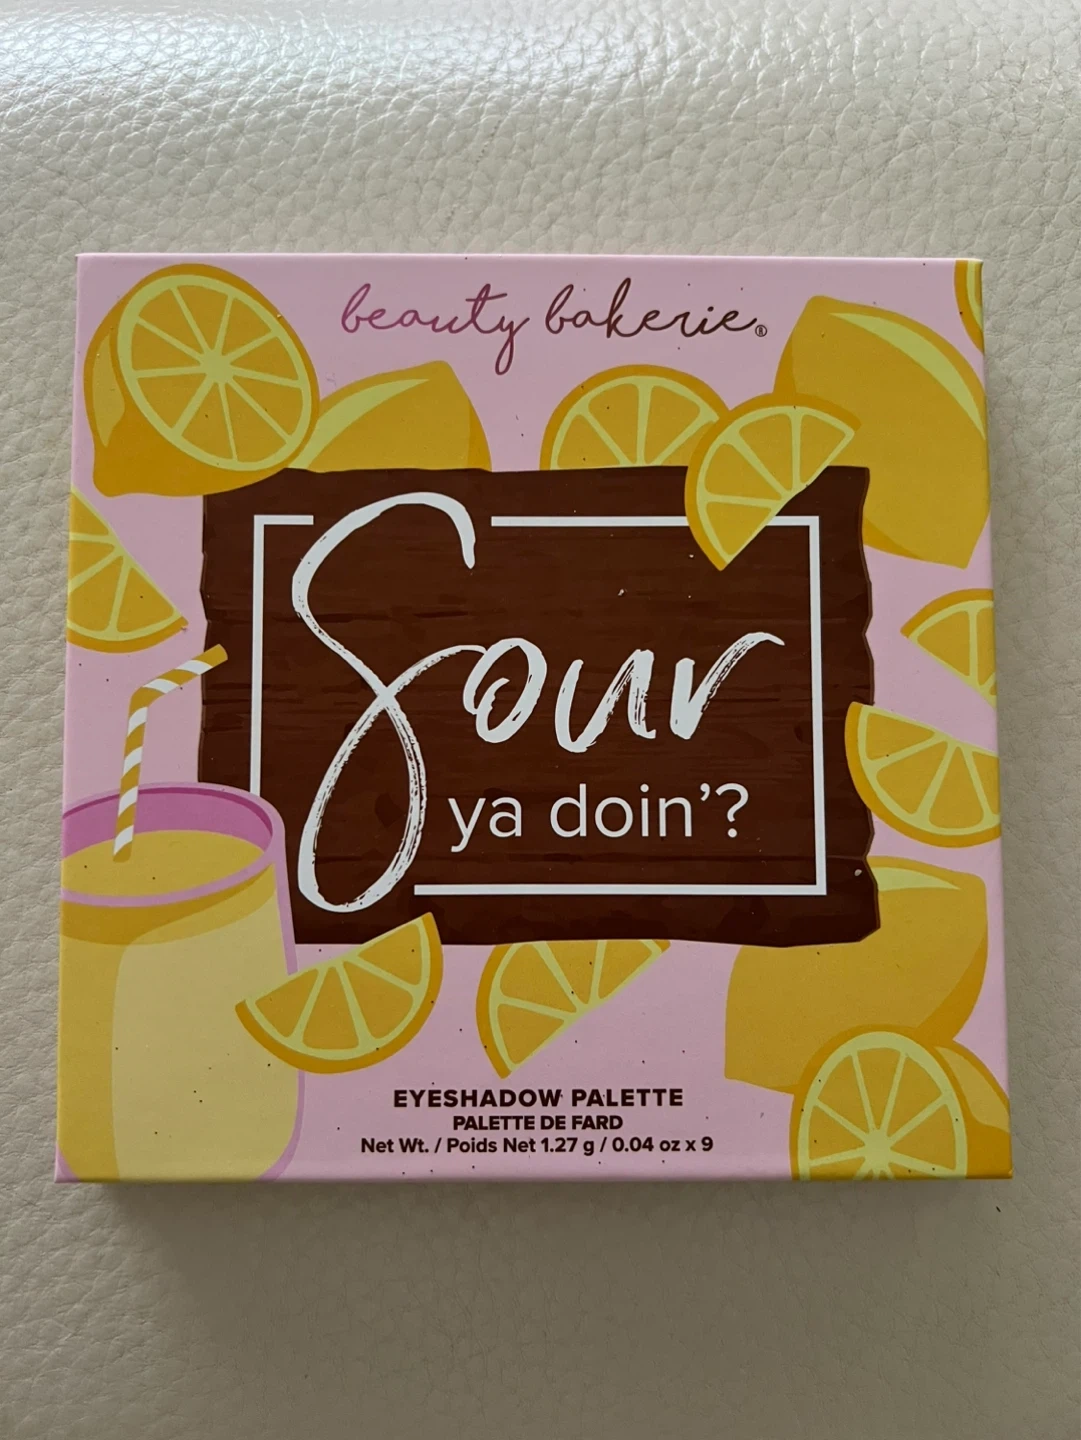 beauty bakerie®
Sour
ya doin'?
EYESHADOW PALETTE
PALETTE DE FARD
Net Wt. / Poids Net 1.27 g / 0.04 oz x 9